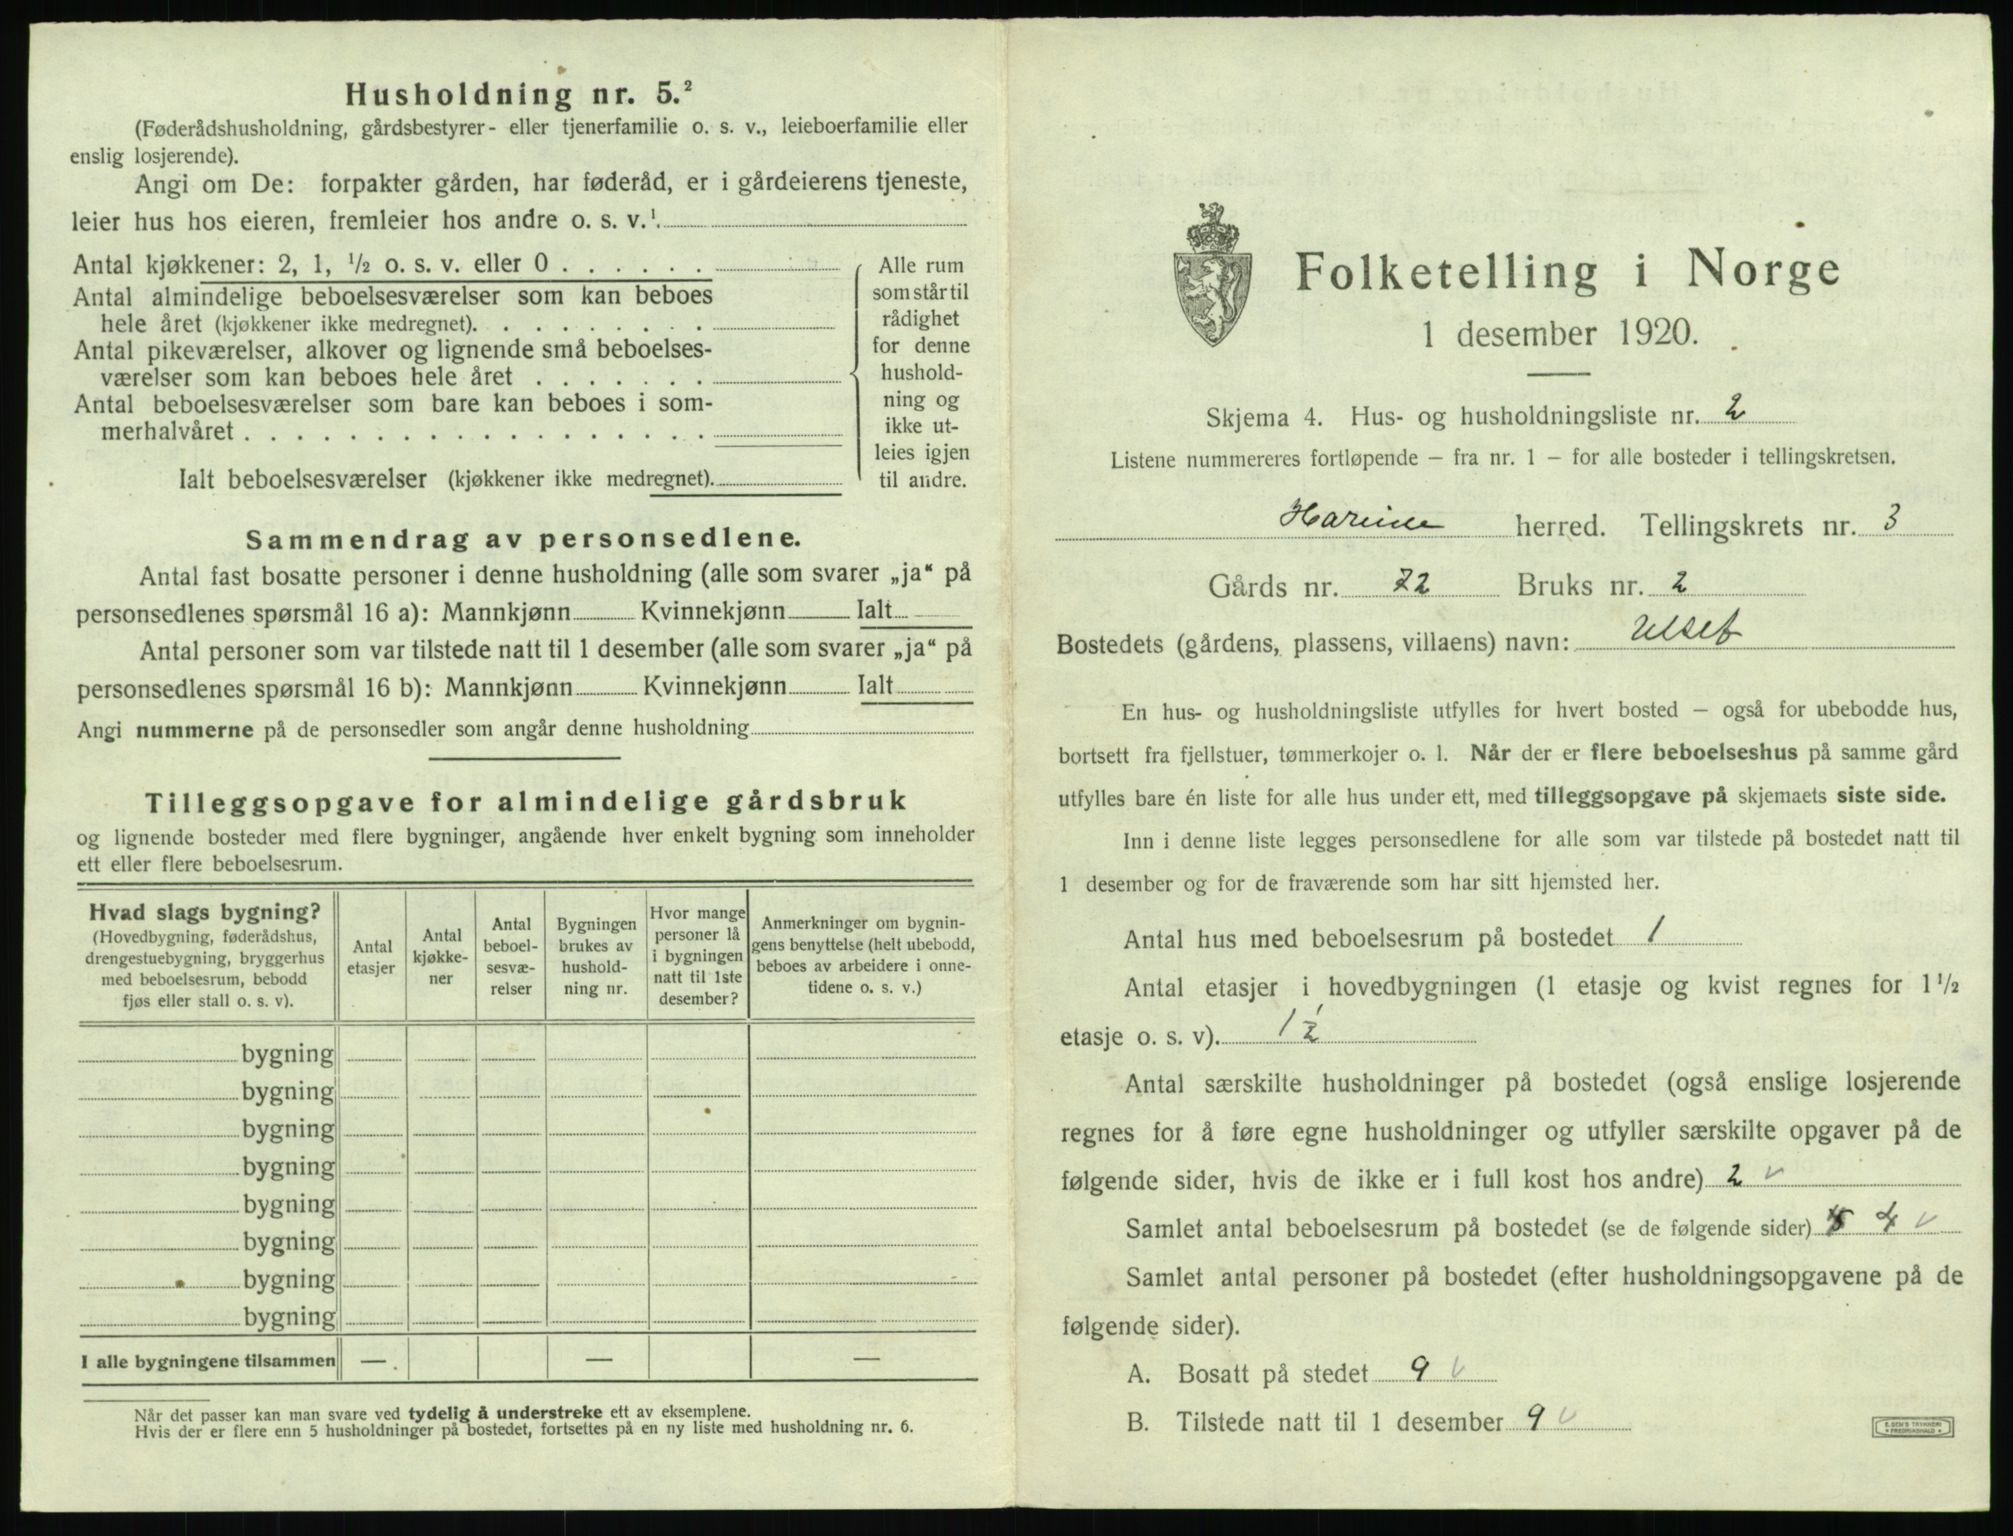 Husholdning nr. 5.²
(Føderådshusholdning, gårdsbestyrer- eller tjenerfamilie o. s. v., leieboerfamilie eller
enslig losjerende).
Angi om De: forpakter gården, har føderåd, er i gårdeierens tjeneste,
leier hus hos eieren, fremleier hos andre o. s. v.¹.
Antal kjøkkener: 2, 1, ½ o. s. v. eller 0 . . . . . .
Antal almindelige beboelsesværelser som kan beboes
hele året (kjøkkener ikke medregnet). . . . . . . . .
Antal pikeværelser, alkover og lignende små beboelses-
værelser som kan beboes hele året . . . . . . .
Antal beboelsesværelser som bare kan beboes i som-
merhalvåret . . . . . . . . . . . . . . . . . .
Ialt beboelsesværelser (kjøkkener ikke medregnet).
Alle rum
som står til
rådighet
for denne
hushold-
ning og
ikke ut-
leies igjen
til andre.
Sammendrag av personsedlene.
Antal fast bosatte personer i denne husholdning (alle som svarer „ja“ på
personsedlenes spørsmål 16 a): Mannkjønn Kvinnekjønn Ialt
Antal personer som var tilstede natt til 1 desember (alle som svarer „ja“ på
personsedlenes spørsmål 16 b): Mannkjønn Kvinnekjønn Ialt
Angi nummerne på de personsedler som angår denne husholdning
Tilleggsopgave for almindelige gårdsbruk
og lignende bosteder med flere bygninger, angående hver enkelt bygning som inneholder
ett eller flere beboelsesrum.
Hvad slags bygning?
(Hovedbygning, føderådshus,
drengestuebygning, bryggerhus
med beboelsesrum, bebodd
fjøs eller stall o. s. v).
Antal
etasjer
Antal
kjøkke-
ner
Antal
beboel-
sesvæ-
relser
Bygningen
brukes av
hushold-
ning nr.
Hvor mange
personer lå
i bygningen
natt til 1ste
desember?
Anmerkninger om bygnin-
gens benyttelse (helt ubebodd,
beboes av arbeidere i onne-
tidene o. s. v.)
bygning
bygning
bygning
bygning
bygning
bygning
bygning
bygning
I alle bygningene tilsammen — — —
Når det passer kan man svare ved tydelig å understreke ett av eksemplene.
Hvis der er flere enn 5 husholdninger på bostedet, fortsettes på en ny liste med husholdning nr. 6.
Folketelling i Norge
1 desember 1920.
Skjema 4. Hus- og husholdningsliste nr. 2
Listene nummereres fortløpende – fra nr. 1 – for alle bosteder i tellingskretsen.
herred. Tellingskrets nr. 3
Gårds nr. 72 Bruks nr. 2
Bostedets (gårdens, plassens, villaens) navn: Ulset
En hus- og husholdningsliste utfylles for hvert bosted – også for ubebodde hus,
bortsett fra fjellstuer, tømmerkojer o. l. Når der er flere beboelseshus på samme gård
utfylles bare én liste for alle hus under ett, med tilleggsopgave på skjemaets siste side.
Inn i denne liste legges personsedlene for alle som var tilstede på bostedet natt til
1 desember og for de fraværende som har sitt hjemsted her.
Antal hus med beboelsesrum på bostedet 1
Antal etasjer i hovedbygningen (1 etasje og kvist regnes for 1½
etasje o. s. v). 1½
Antal særskilte husholdninger på bostedet (også enslige losjerende
regnes for å føre egne husholdninger og utfyller særskilte opgaver på de
følgende sider, hvis de ikke er i full kost hos andre) 2 v
Samlet antal beboelsesrum på bostedet (se de følgende sider) 4 v
Samlet antal personer på bostedet (efter husholdningsopgavene på de
følgende sider).
A. Bosatt på stedet 9 v
B. Tilstede natt til 1 desember 9 v